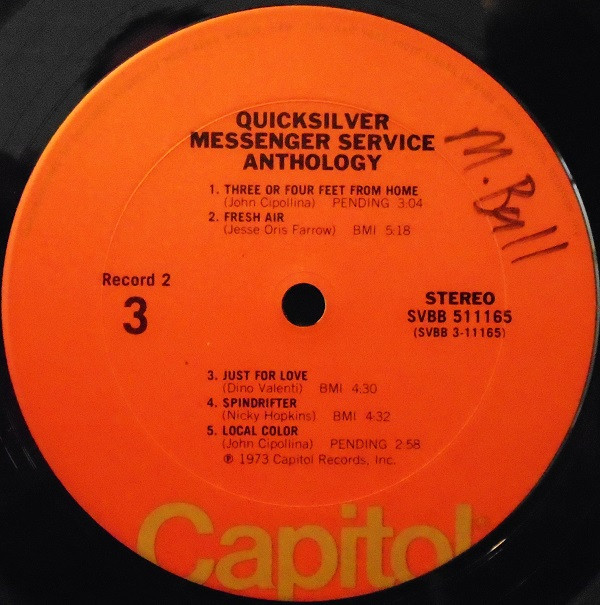 QUICKSILVER
MESSENGER SERVICE
ANTHOLOGY
M. Ball
1. THREE OR FOUR FEET FROM HOME
(John Cipollina) PENDING 3:04
2. FRESH AIR
(Jesse Oris Farrow) BMI 5:18
Record 2
3
STEREO
SVBB 511165
(SVBB 3-11165)
3. JUST FOR LOVE
(Dino Valenti) BMI 4:30
4. SPINDRIFTER
(Nicky Hopkins) BMI 4:32
5. LOCAL COLOR
(John Cipollina) PENDING 2:58
℗ 1973 Capitol Records, Inc.
Capitol